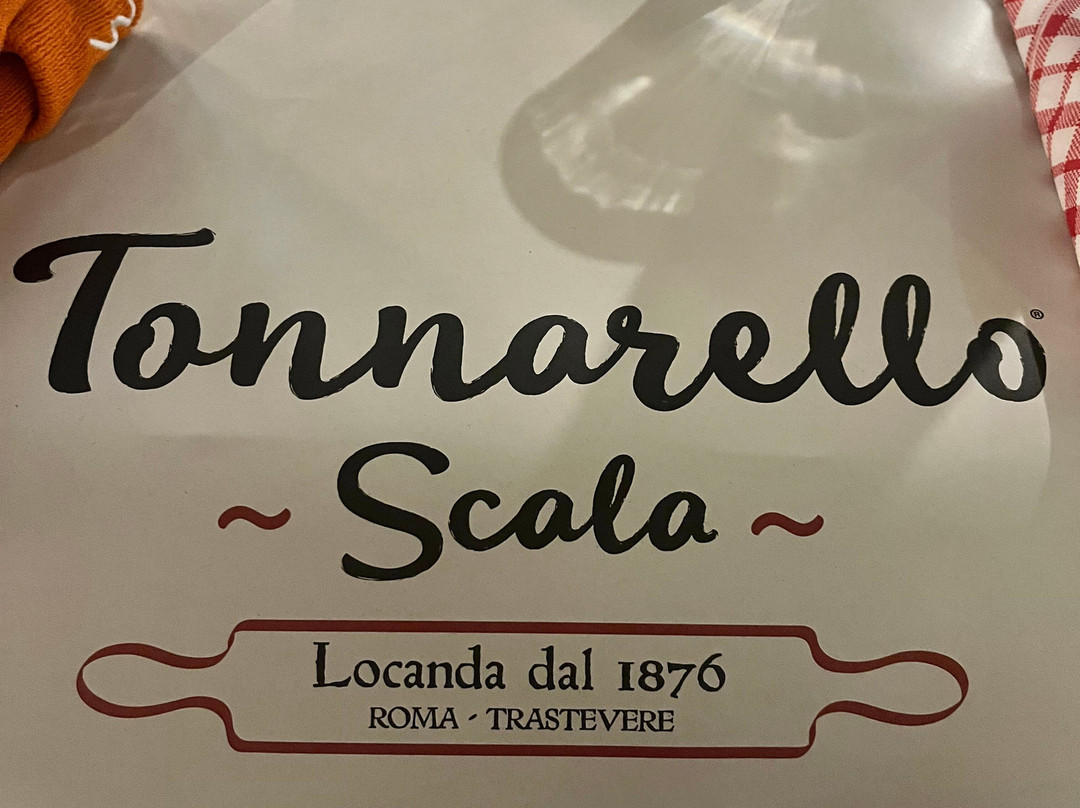 Tonnarello®
~ Scala ~
Locanda dal 1876
ROMA - TRASTEVERE